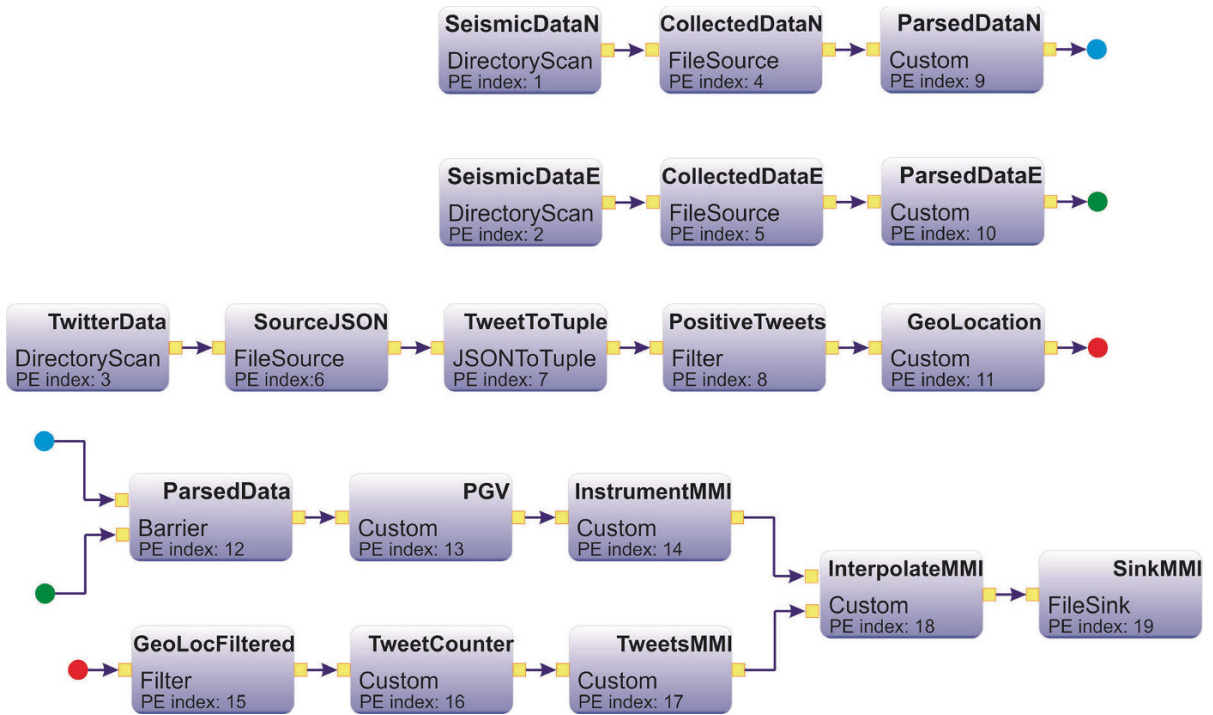 SeismicDataN
DirectoryScan
PE index: 1
CollectedDataN
FileSource
PE index: 4
ParsedDataN
Custom
PE index: 9
SeismicDataE
DirectoryScan
PE index: 2
CollectedDataE
FileSource
PE index: 5
ParsedDataE
Custom
PE index: 10
TwitterData
DirectoryScan
PE index: 3
SourceJSON
FileSource
PE index:6
TweetToTuple
JSONToTuple
PE index: 7
PositiveTweets
Filter
PE index: 8
GeoLocation
Custom
PE index: 11
ParsedData
Barrier
PE index: 12
PGV
Custom
PE index: 13
InstrumentMMI
Custom
PE index: 14
InterpolateMMI
Custom
PE index: 18
SinkMMI
FileSink
PE index: 19
GeoLocFiltered
Filter
PE index: 15
TweetCounter
Custom
PE index: 16
TweetsMMI
Custom
PE index: 17